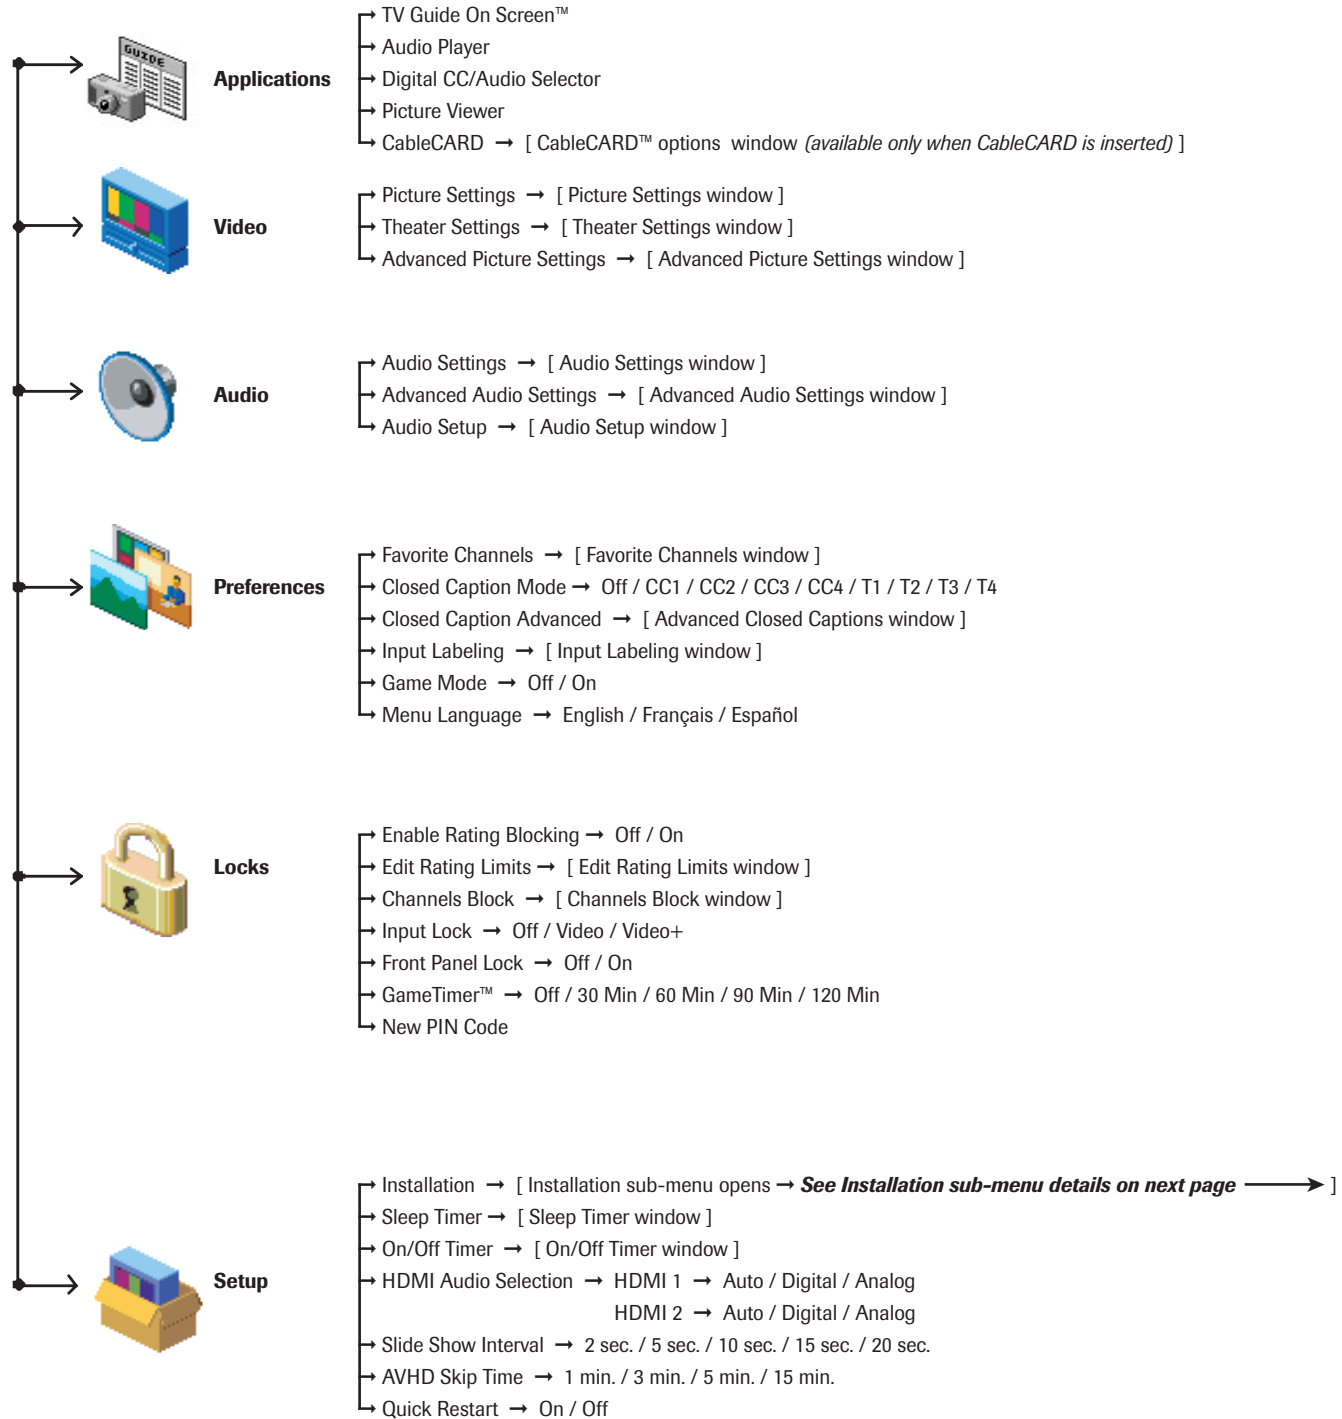 GUIDE
Applications
TV Guide On Screen™
Audio Player
Digital CC/Audio Selector
Picture Viewer
CableCARD → [ CableCARD™ options window (available only when CableCARD is inserted) ]
Video
Picture Settings → [ Picture Settings window ]
Theater Settings → [ Theater Settings window ]
Advanced Picture Settings → [ Advanced Picture Settings window ]
Audio
Audio Settings → [ Audio Settings window ]
Advanced Audio Settings → [ Advanced Audio Settings window ]
Audio Setup → [ Audio Setup window ]
Preferences
Favorite Channels → [ Favorite Channels window ]
Closed Caption Mode → Off / CC1 / CC2 / CC3 / CC4 / T1 / T2 / T3 / T4
Closed Caption Advanced → [ Advanced Closed Captions window ]
Input Labeling → [ Input Labeling window ]
Game Mode → Off / On
Menu Language → English / Français / Español
Locks
Enable Rating Blocking → Off / On
Edit Rating Limits → [ Edit Rating Limits window ]
Channels Block → [ Channels Block window ]
Input Lock → Off / Video / Video+
Front Panel Lock → Off / On
GameTimer™ → Off / 30 Min / 60 Min / 90 Min / 120 Min
New PIN Code
Setup
Installation → [ Installation sub-menu opens → See Installation sub-menu details on next page → ]
Sleep Timer → [ Sleep Timer window ]
On/Off Timer → [ On/Off Timer window ]
HDMI Audio Selection → HDMI 1 → Auto / Digital / Analog
HDMI 2 → Auto / Digital / Analog
Slide Show Interval → 2 sec. / 5 sec. / 10 sec. / 15 sec. / 20 sec.
AVHD Skip Time → 1 min. / 3 min. / 5 min. / 15 min.
Quick Restart → On / Off